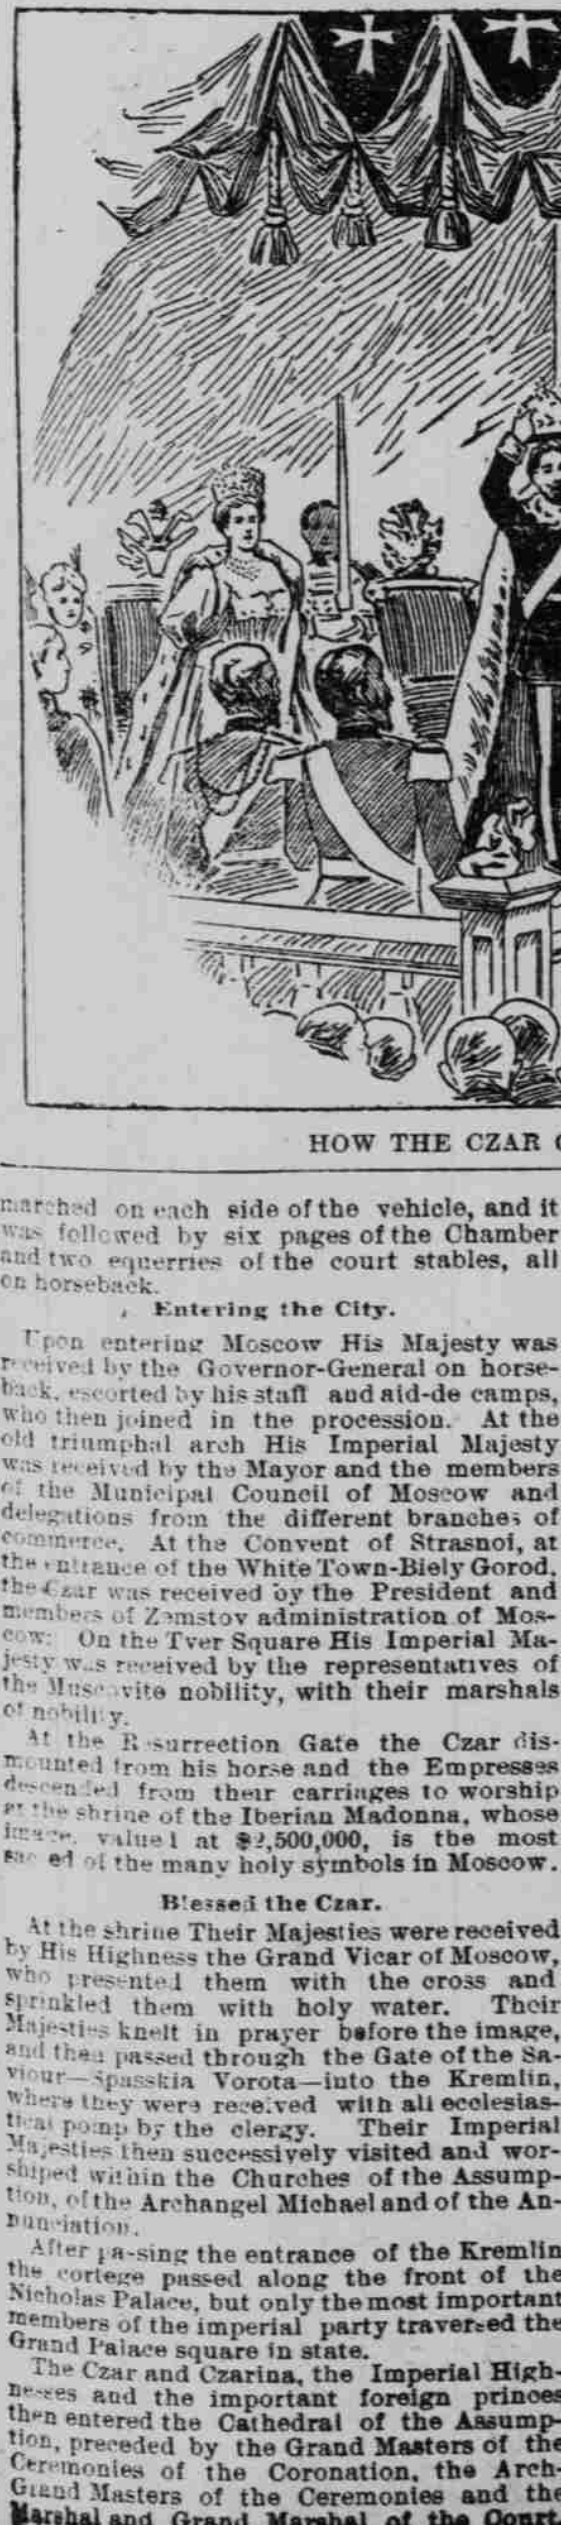 HOW THE CZAR
marched on each side of the vehicle, and it
was followed by six pages of the Chamber
and two equerries of the court stables, all
on horseback.
Entering the City.
Upon entering Moscow His Majesty was
received by the Governor-General on horse-
back, escorted by his staff and aid-de camps,
who then joined in the procession. At the
old triumphal arch His Imperial Majesty
was received by the Mayor and the members
of the Municipal Council of Moscow and
delegations from the different branches of
commerce. At the Convent of Strasnoi, at
the entrance of the White Town-Biely Gorod,
the Czar was received by the President and
members of Zemstov administration of Mos-
cow. On the Tver Square His Imperial Ma-
jesty was received by the representatives of
the Muscovite nobility, with their marshals
of nobility.
At the Resurrection Gate the Czar dis-
mounted from his horse and the Empresses
descended from their carriages to worship
at the shrine of the Iberian Madonna, whose
image, valued at $2,500,000, is the most
sacred of the many holy symbols in Moscow.
Blessed the Czar.
At the shrine Their Majesties were received
by His Highness the Grand Vicar of Moscow,
who presented them with the cross and
sprinkled them with holy water. Their
Majesties knelt in prayer before the image,
and then passed through the Gate of the Sa-
viour—Spasskia Vorota—into the Kremlin,
where they were received with all ecclesias-
tical pomp by the clergy. Their Imperial
Majesties then successively visited and wor-
shiped within the Churches of the Assump-
tion, of the Archangel Michael and of the An-
nunciation.
After passing the entrance of the Kremlin
the cortege passed along the front of the
Nicholas Palace, but only the most important
members of the imperial party traversed the
Grand Palace square in state.
The Czar and Czarina, the Imperial High-
nesses and the important foreign princes
then entered the Cathedral of the Assump-
tion, preceded by the Grand Masters of the
Ceremonies of the Coronation, the Arch-
Grand Masters of the Ceremonies and the
Marshal and Grand Marshal of the Court.